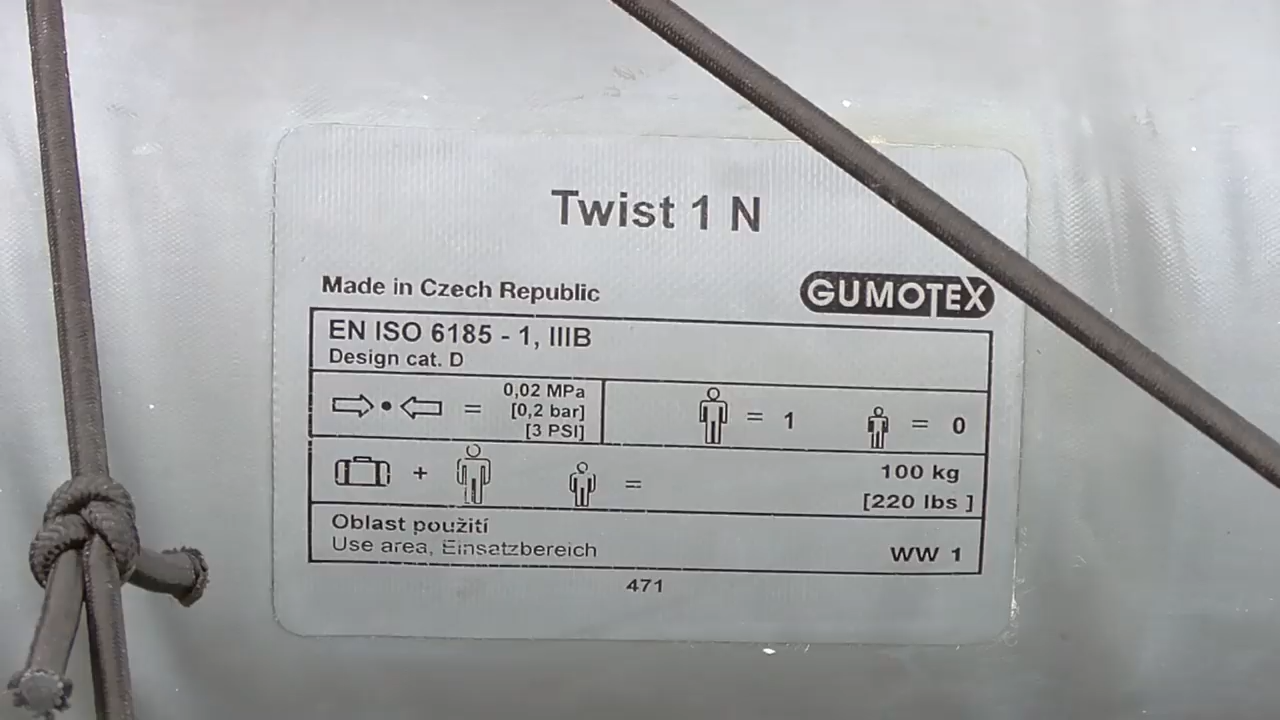 Twist 1 N
Made in Czech Republic
GUMOTEX
EN ISO 6185 - 1, IIIB
Design cat. D
= 0,02 MPa
[0,2 bar]
[3 PSI]
= 1 = 0
+ = 100 kg
[220 lbs ]
Oblast použití
Use area, Einsatzbereich
WW 1
471